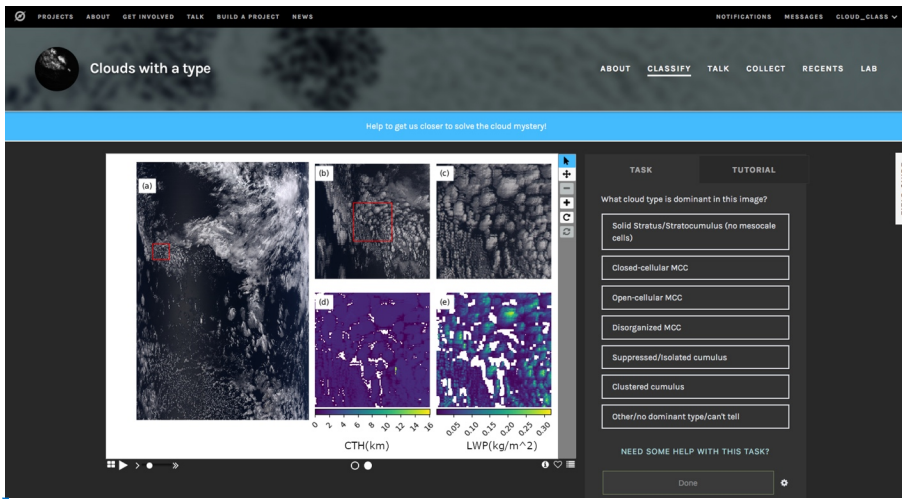 PROJECTS ABOUT GET INVOLVED TALK BUILD A PROJECT NEWS NOTIFICATIONS MESSAGES CLOUD_CLASS
Clouds with a type
ABOUT CLASSIFY TALK COLLECT RECENTS LAB
Help to get us closer to solve the cloud mystery!
(a)
(b)
(c)
(d)
(e)
0 2 4 6 8 10 12 14 16
CTH(km)
0.05 0.10 0.15 0.20 0.25 0.30
LWP(kg/m^2)
TASK TUTORIAL
What cloud type is dominant in this image?
Solid Stratus/Stratocumulus (no mesocale
cells)
Closed-cellular MCC
Open-cellular MCC
Disorganized MCC
Suppressed/Isolated cumulus
Clustered cumulus
Other/no dominant type/can't tell
NEED SOME HELP WITH THIS TASK?
Done